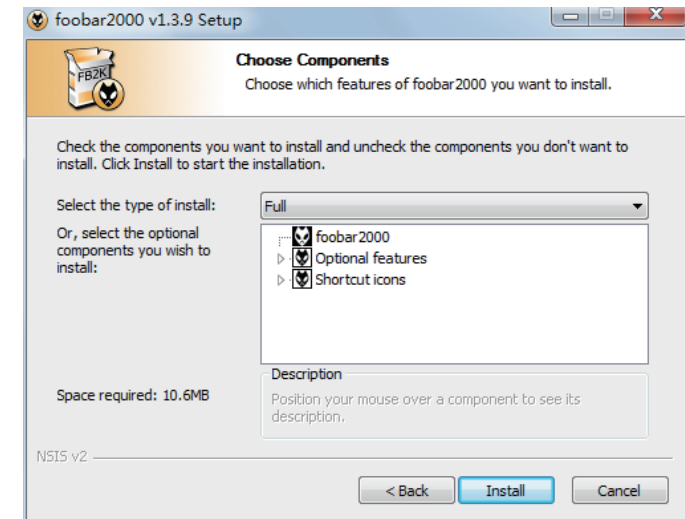 foobar2000 v1.3.9 Setup
FB2K
Choose Components
Choose which features of foobar2000 you want to install.
Check the components you want to install and uncheck the components you don't want to
install. Click Install to start the installation.
Select the type of install:
Full
Or, select the optional
components you wish to
install:
foobar2000
Optional features
Shortcut icons
Space required: 10.6MB
Description
Position your mouse over a component to see its
description.
NSIS v2
< Back
Install
Cancel